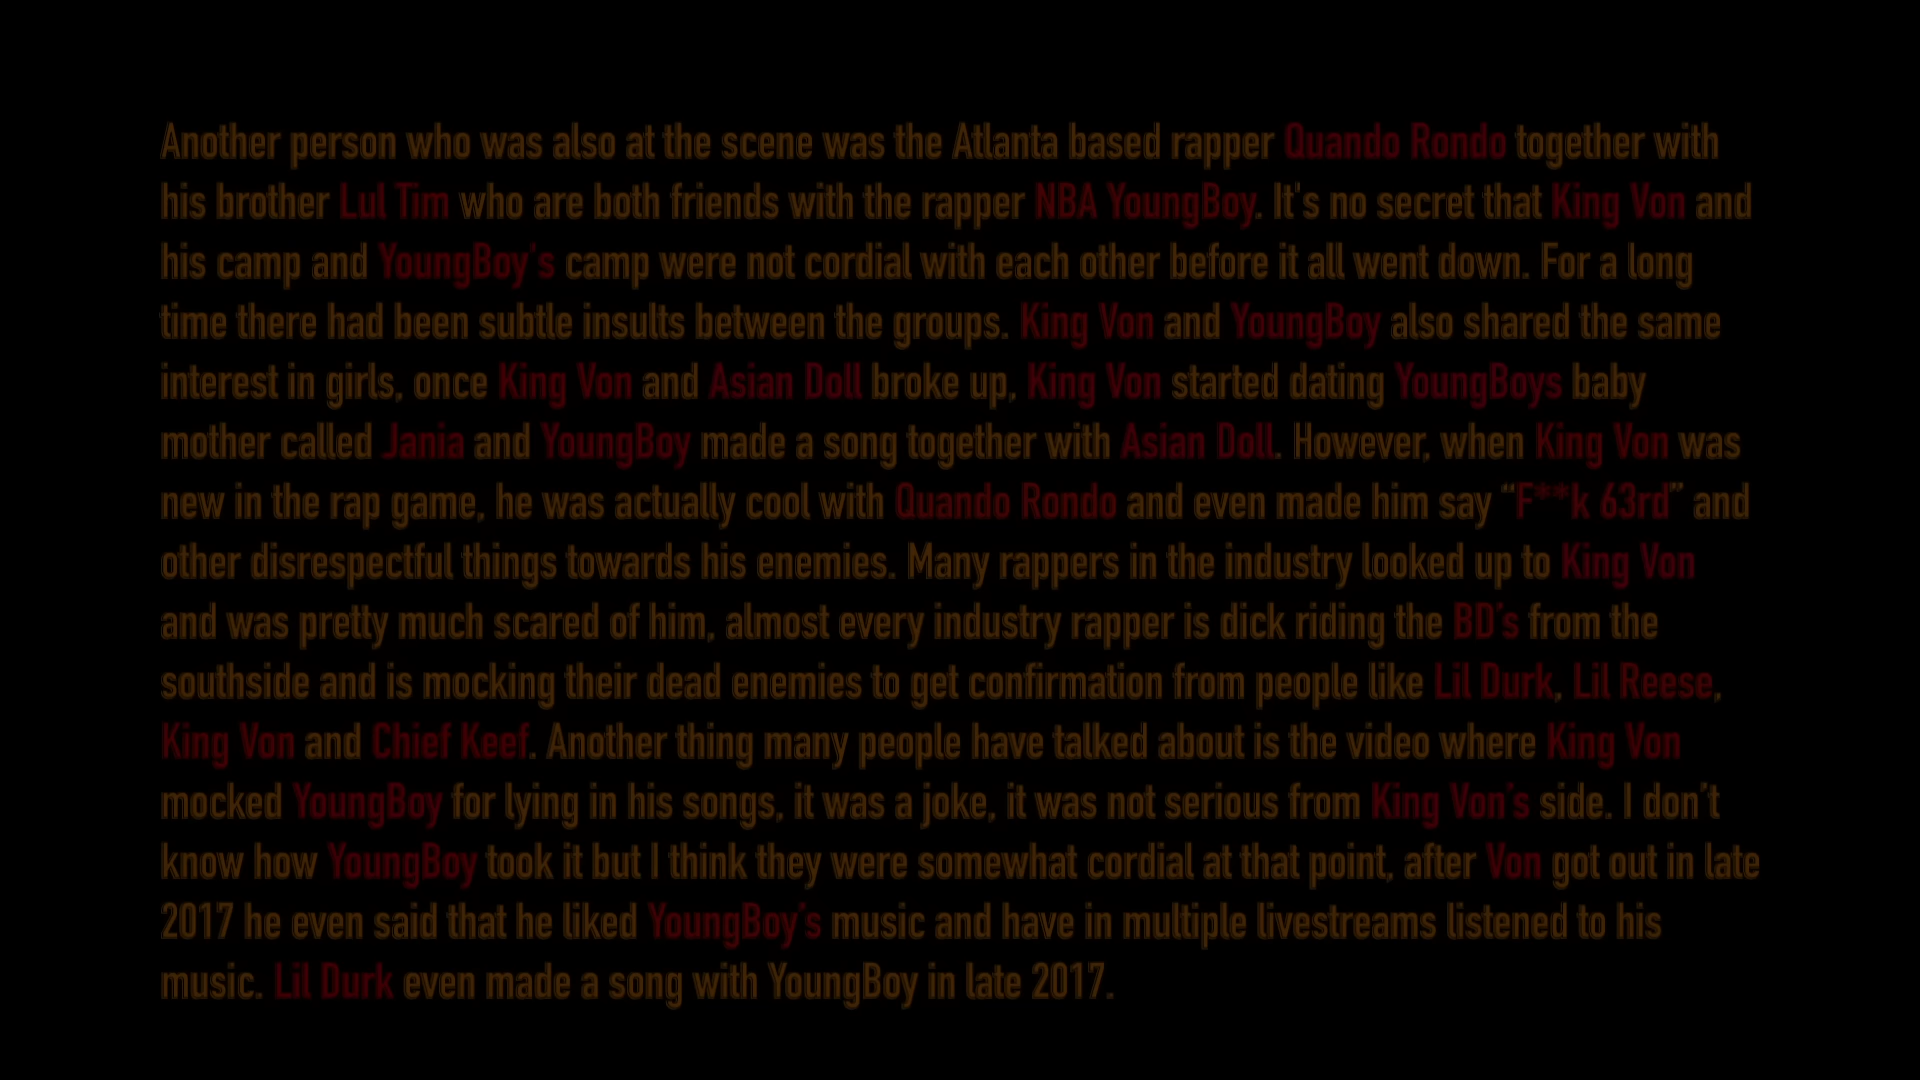 Another person who was also at the scene was the Atlanta based rapper Quando Rondo together with
his brother Lul Tim who are both friends with the rapper NBA YoungBoy. It's no secret that King Von and
his camp and YoungBoy's camp were not cordial with each other before it all went down. For a long
time there had been subtle insults between the groups. King Von and YoungBoy also shared the same
interest in girls, once King Von and Asian Doll broke up, King Von started dating YoungBoys baby
mother called Jania and YoungBoy made a song together with Asian Doll. However, when King Von was
new in the rap game, he was actually cool with Quando Rondo and even made him say “F**k 63rd” and
other disrespectful things towards his enemies. Many rappers in the industry looked up to King Von
and was pretty much scared of him, almost every industry rapper is dick riding the BD's from the
southside and is mocking their dead enemies to get confirmation from people like Lil Durk, Lil Reese,
King Von and Chief Keef. Another thing many people have talked about is the video where King Von
mocked YoungBoy for lying in his songs, it was a joke, it was not serious from King Von's side. I don't
know how YoungBoy took it but I think they were somewhat cordial at that point, after Von got out in late
2017 he even said that he liked YoungBoy's music and have in multiple livestreams listened to his
music. Lil Durk even made a song with YoungBoy in late 2017.